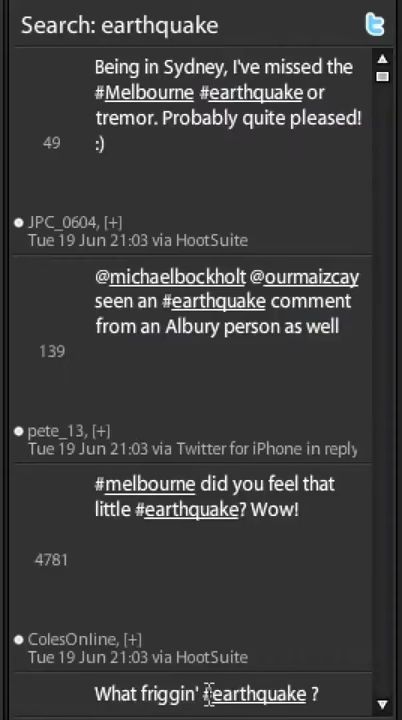 Search: earthquake
Being in Sydney, I've missed the
#Melbourne #earthquake or
tremor. Probably quite pleased!
:)
49
JPC_0604, [+]
Tue 19 Jun 21:03 via HootSuite
@michaelbockholt @ourmaizcay
seen an #earthquake comment
from an Albury person as well
139
pete_13, [+]
Tue 19 Jun 21:03 via Twitter for iPhone in reply
#melbourne did you feel that
little #earthquake? Wow!
4781
ColesOnline, [+]
Tue 19 Jun 21:03 via HootSuite
What friggin' #earthquake ?